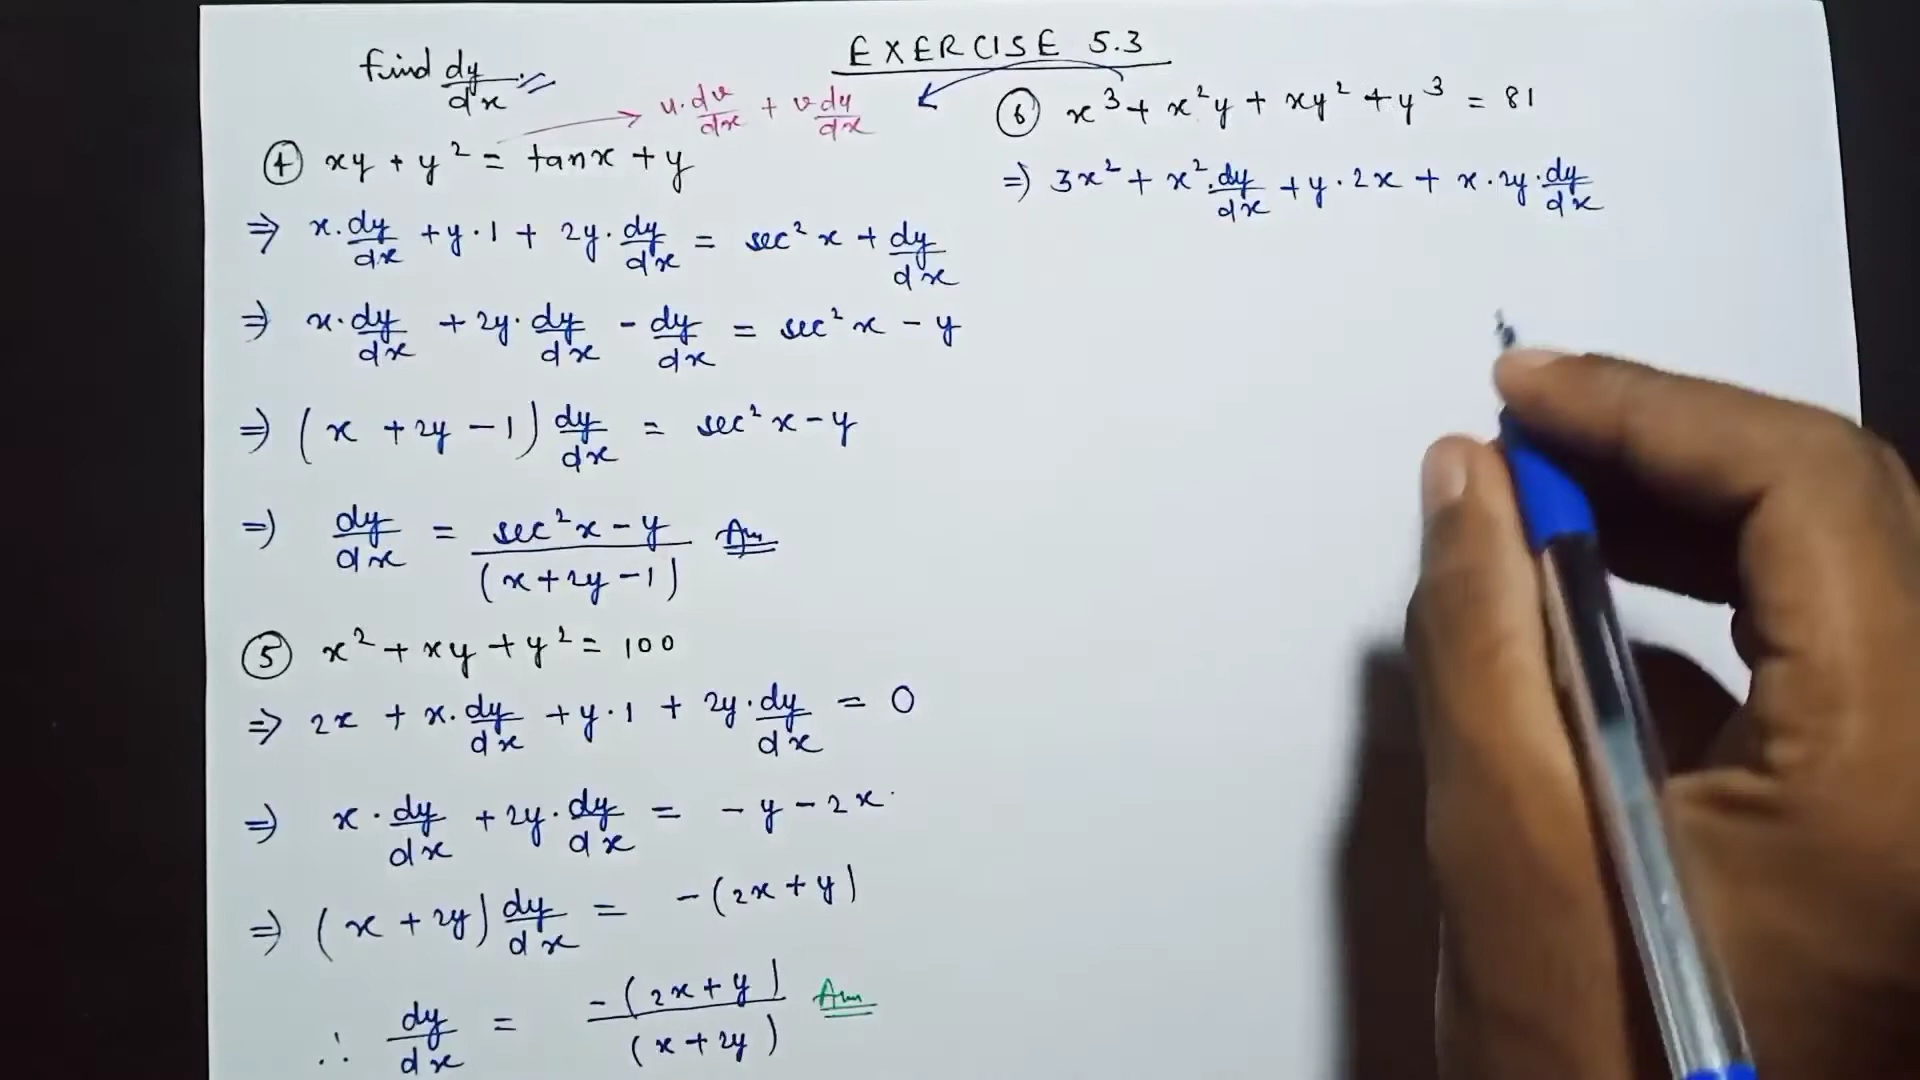 EXERCISE 5.3
find dy/dx
u·dv/dx + v dy/dx
④ xy + y² = tanx + y
⇒ x·dy/dx + y·1 + 2y·dy/dx = sec²x + dy/dx
⇒ x·dy/dx + 2y·dy/dx - dy/dx = sec²x - y
⇒ (x + 2y - 1) dy/dx = sec²x - y
⇒ dy/dx = sec²x - y / (x + 2y - 1) Ans
⑤ x² + xy + y² = 100
⇒ 2x + x·dy/dx + y·1 + 2y·dy/dx = 0
⇒ x·dy/dx + 2y·dy/dx = -y - 2x
⇒ (x + 2y) dy/dx = -(2x + y)
∴ dy/dx = -(2x + y) / (x + 2y) Ans
⑥ x³ + x²y + xy² + y³ = 81
⇒ 3x² + x²·dy/dx + y·2x + x·2y·dy/dx